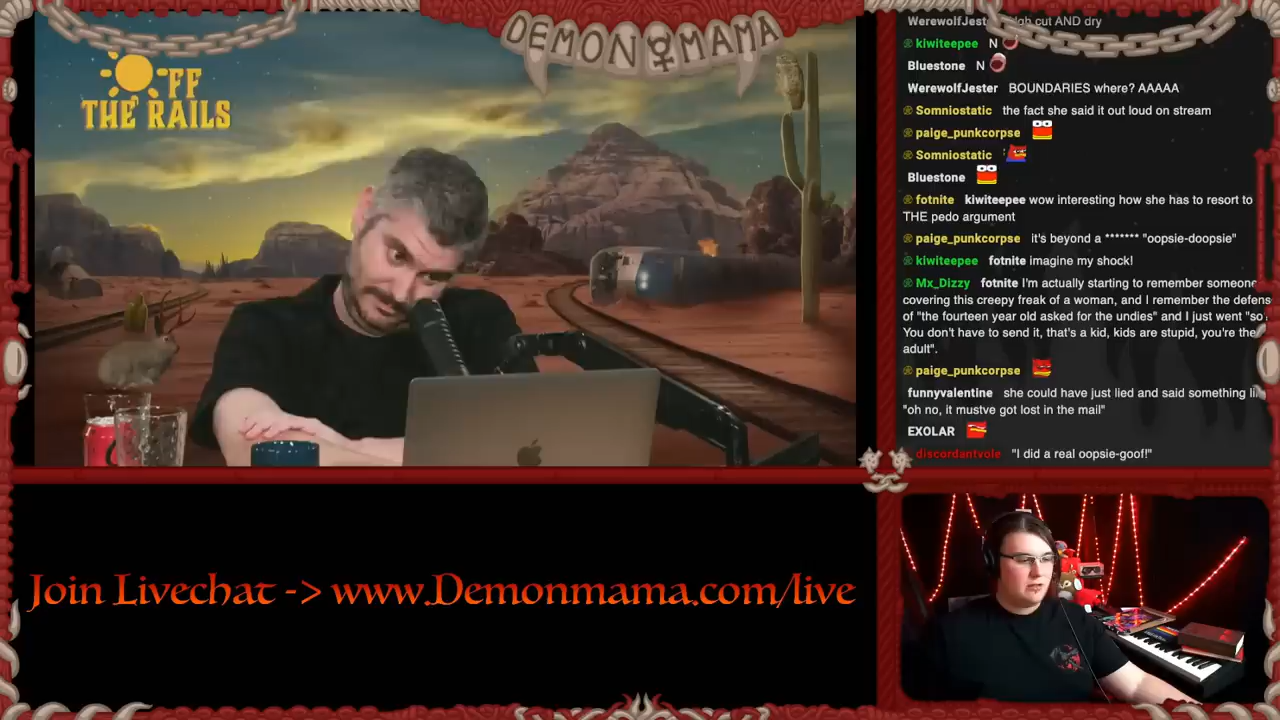 DEMON MAMA
OFF
THE RAILS
cut AND dry
kiwiteepee N
Bluestone N
WerewolfJester BOUNDARIES where? AAAAA
Somniostatic the fact she said it out loud on stream
paige_punkcorpse
Somniostatic
Bluestone
fotnite kiwiteepee wow interesting how she has to resort to
THE pedo argument
paige_punkcorpse it's beyond a ******* "oopsie-doopsie"
kiwiteepee fotnite imagine my shock!
Mx_Dizzy fotnite I'm actually starting to remember someone
covering this creepy freak of a woman, and I remember the defens
of "the fourteen year old asked for the undies" and I just went "so
You don't have to send it, that's a kid, kids are stupid, you're the
adult".
paige_punkcorpse
funnyvalentine she could have just lied and said something li
"oh no, it mustve got lost in the mail"
EXOLAR
discordantvole "I did a real oopsie-goof!"
Join Livechat -> www.Demonmama.com/live